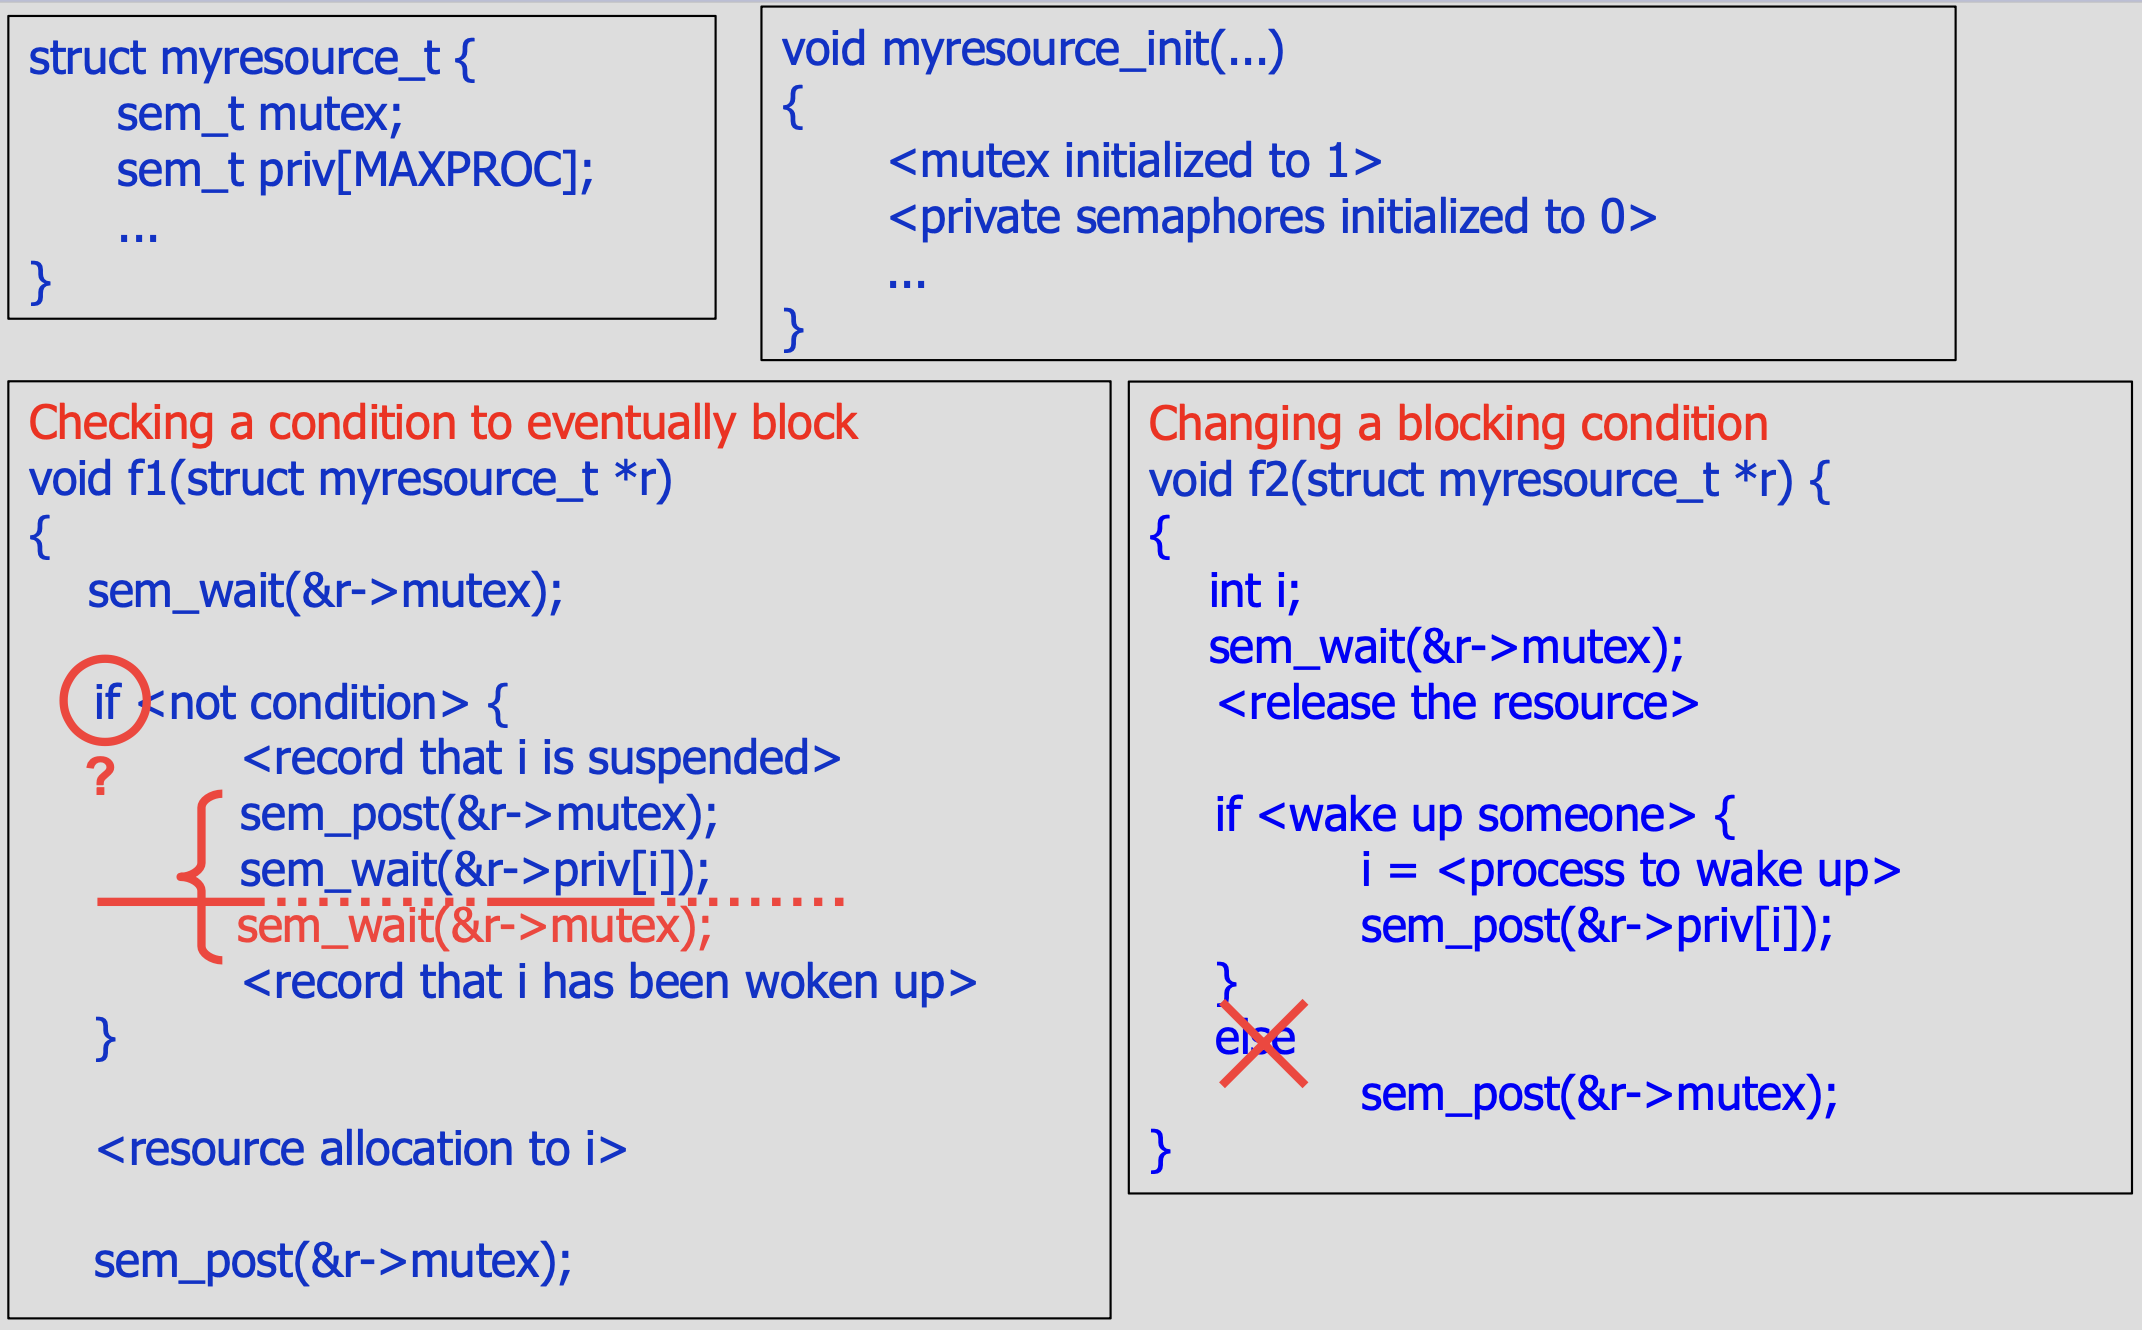 struct myresource_t {
sem_t mutex;
sem_t priv[MAXPROC];
...
}
void myresource_init(...)
{
<mutex initialized to 1>
<private semaphores initialized to 0>
...
}
Checking a condition to eventually block
void f1(struct myresource_t *r)
{
sem_wait(&r->mutex);
if <not condition> {
?
<record that i is suspended>
sem_post(&r->mutex);
sem_wait(&r->priv[i]);
sem_wait(&r->mutex);
<record that i has been woken up>
}
<resource allocation to i>
sem_post(&r->mutex);
Changing a blocking condition
void f2(struct myresource_t *r) {
{
int i;
sem_wait(&r->mutex);
<release the resource>
if <wake up someone> {
i = <process to wake up>
sem_post(&r->priv[i]);
}
else
sem_post(&r->mutex);
}